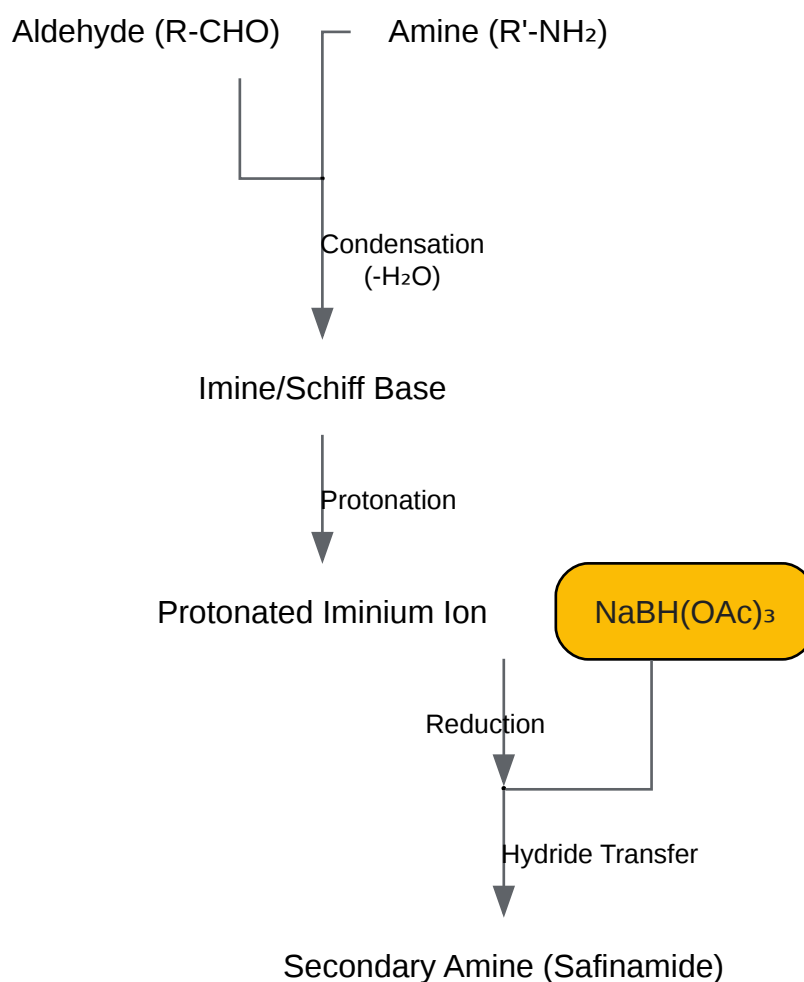 Aldehyde (R-CHO)
Amine (R'-NH₂)
Condensation
(-H₂O)
Imine/Schiff Base
Protonation
Protonated Iminium Ion
NaBH(OAc)₃
Reduction
Hydride Transfer
Secondary Amine (Safinamide)